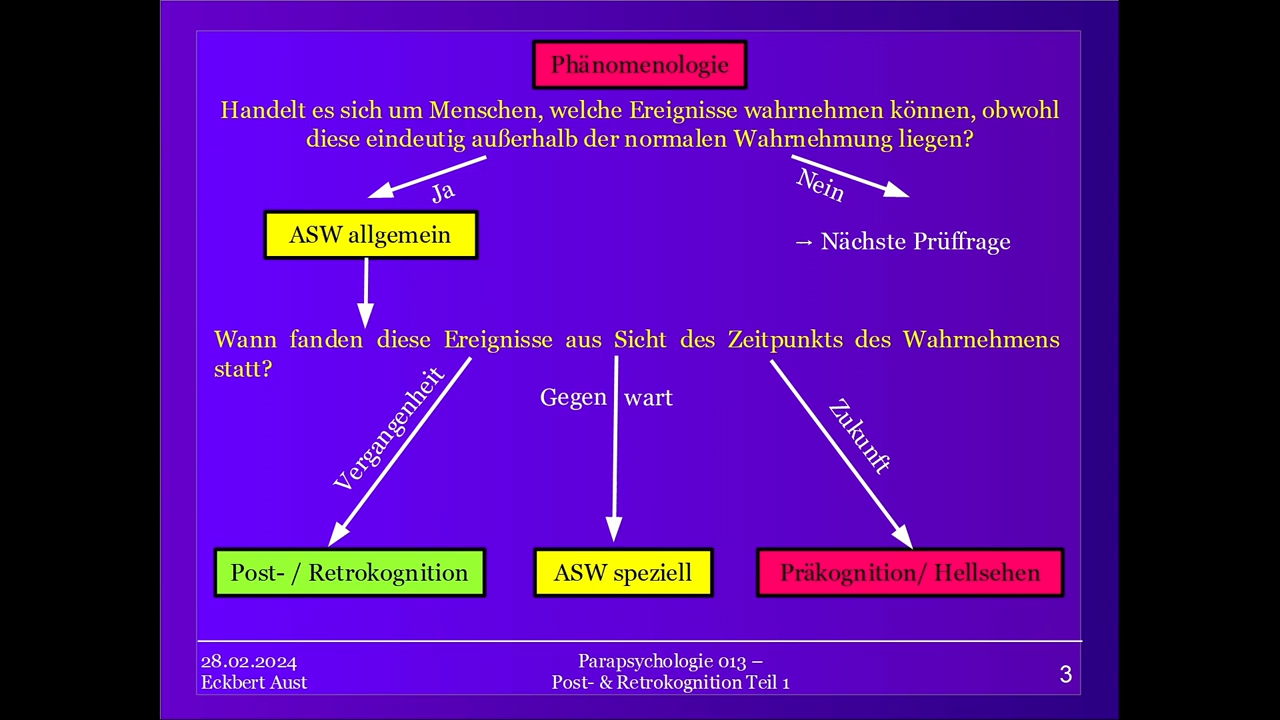 Phänomenologie
Handelt es sich um Menschen, welche Ereignisse wahrnehmen können, obwohl
diese eindeutig außerhalb der normalen Wahrnehmung liegen?
Ja
Nein
ASW allgemein
→ Nächste Prüffrage
Wann fanden diese Ereignisse aus Sicht des Zeitpunkts des Wahrnehmens
statt?
Vergangenheit
Gegen wart
Zukunft
Post- / Retrokognition
ASW speziell
Präkognition/ Hellsehen
28.02.2024
Eckbert Aust
Parapsychologie 013 –
Post- & Retrokognition Teil 1
3